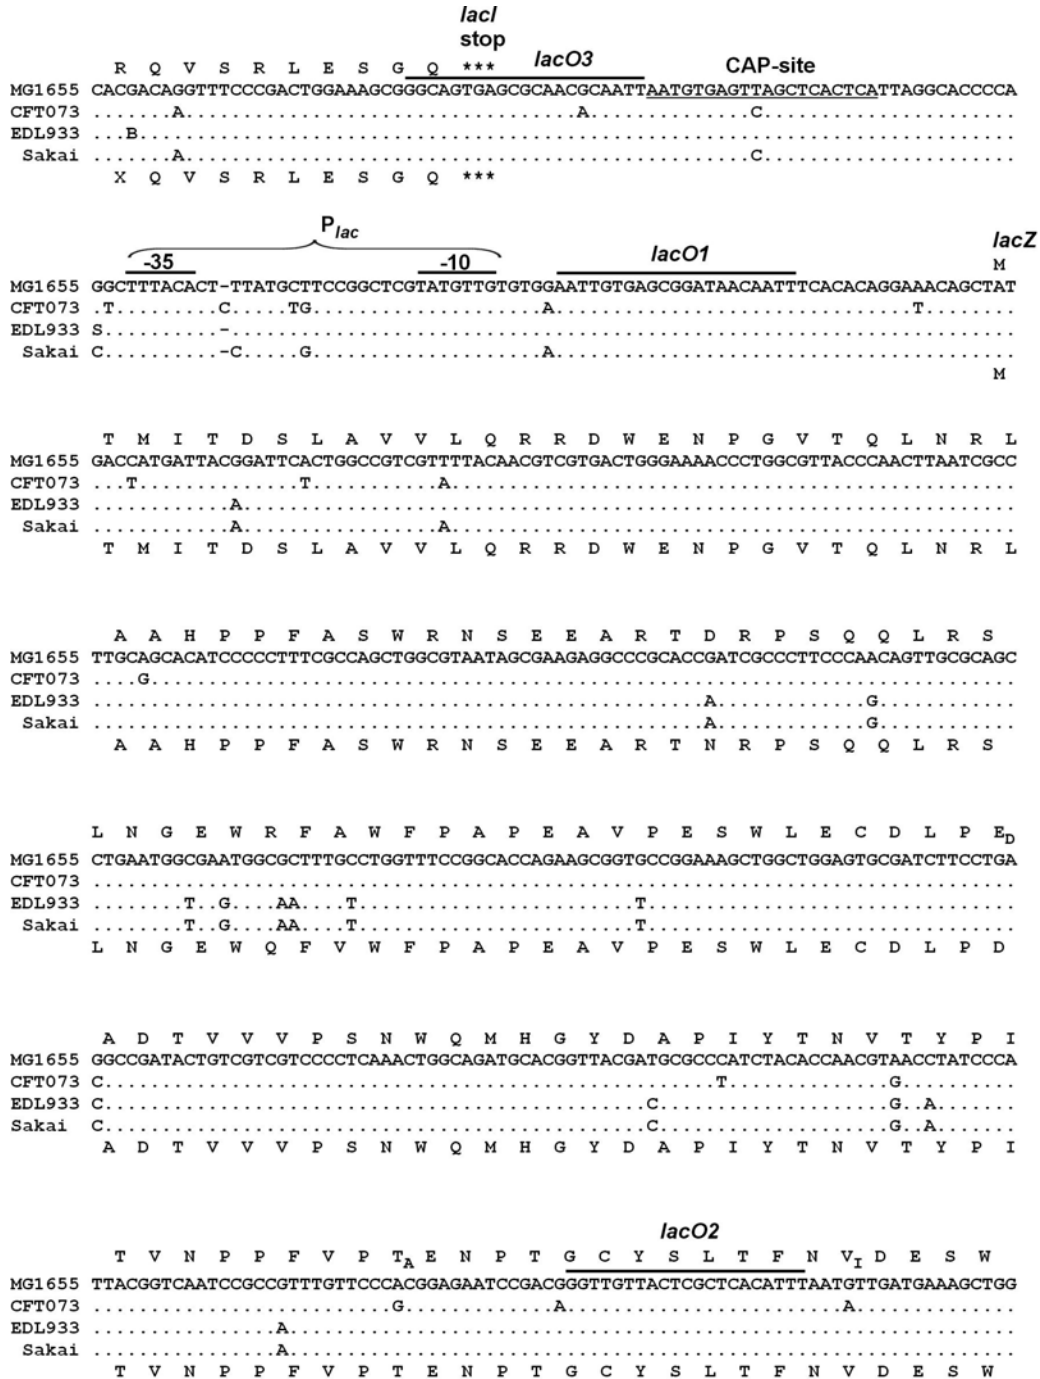 lacI
stop
R Q V S R L E S G Q *** lacO3 CAP-site
MG1655 CACGACAGGTTTCCCGACTGGAAAGCGGGCAGTGAGCGCAACGCAATTAATGTGAGTTAGCTCACTCATTAGGCACCCCA
CFT073 .......A..................................A..............C......................
EDL933 ...B............................................................................
Sakai .......A.................................................C......................
X Q V S R L E S G Q ***
Plac
-35 -10 lacO1 lacZ
M
MG1655 GGCTTTACACT-TTATGCTTCCGGCTCGTATGTTGTGTGGAATTGTGAGCGGATAACAATTTCACACAGGAAACAGCTAT
CFT073 .T.........C.....TG....................A...............................T........
EDL933 S..........-....................................................................
Sakai C..........-C.....G....................A........................................
M
T M I T D S L A V V L Q R R D W E N P G V T Q L N R L
MG1655 GACCATGATTACGGATTCACTGGCCGTCGTTTTACAACGTCGTGACTGGGAAAACCCTGGCGTTACCCAACTTAATCGCC
CFT073 ...T..............T...........A.................................................
EDL933 ............A...................................................................
Sakai ............A.................A.................................................
T M I T D S L A V V L Q R R D W E N P G V T Q L N R L
A A H P P F A S W R N S E E A R T D R P S Q Q L R S
MG1655 TTGCAGCACATCCCCCTTTCGCCAGCTGGCGTAATAGCGAAGAGGCCCGCACCGATCGCCCTTCCCAACAGTTGCGCAGC
CFT073 ....G...........................................................................
EDL933 .....................................................A.............G............
Sakai .....................................................A.............G............
A A H P P F A S W R N S E E A R T N R P S Q Q L R S
L N G E W R F A W F P A P E A V P E S W L E C D L P E D
MG1655 CTGAATGGCGAATGGCGCTTTGCCTGGTTTCCGGCACCAGAAGCGGTGCCGGAAAGCTGGCTGGAGTGCGATCTTCCTGA
CFT073 ................................................................................
EDL933 ........T..G....AA....T........................T................................
Sakai ........T..G....AA....T........................T................................
L N G E W Q F V W F P A P E A V P E S W L E C D L P D
A D T V V V P S N W Q M H G Y D A P I Y T N V T Y P I
MG1655 GGCCGATACTGTCGTCGTCCCCTCAAACTGGCAGATGCACGGTTACGATGCGCCCATCTACACCAACGTAACCTATCCCA
CFT073 C.....................................................T..............G..........
EDL933 C...............................................C....................G..A.......
Sakai C...............................................C....................G..A.......
A D T V V V P S N W Q M H G Y D A P I Y T N V T Y P I
lacO2
T V N P P F V P T A E N P T G C Y S L T F N V I D E S W
MG1655 TTACGGTCAATCCGCCGTTTGTTCCCACGGAGAATCCGACGGGTTGTTACTCGCTCACATTTAATGTTGATGAAAGCTGG
CFT073 ..........................G.............A........................A..............
EDL933 ................A...............................................................
Sakai ................A...............................................................
T V N P P F V P T E N P T G C Y S L T F N V D E S W